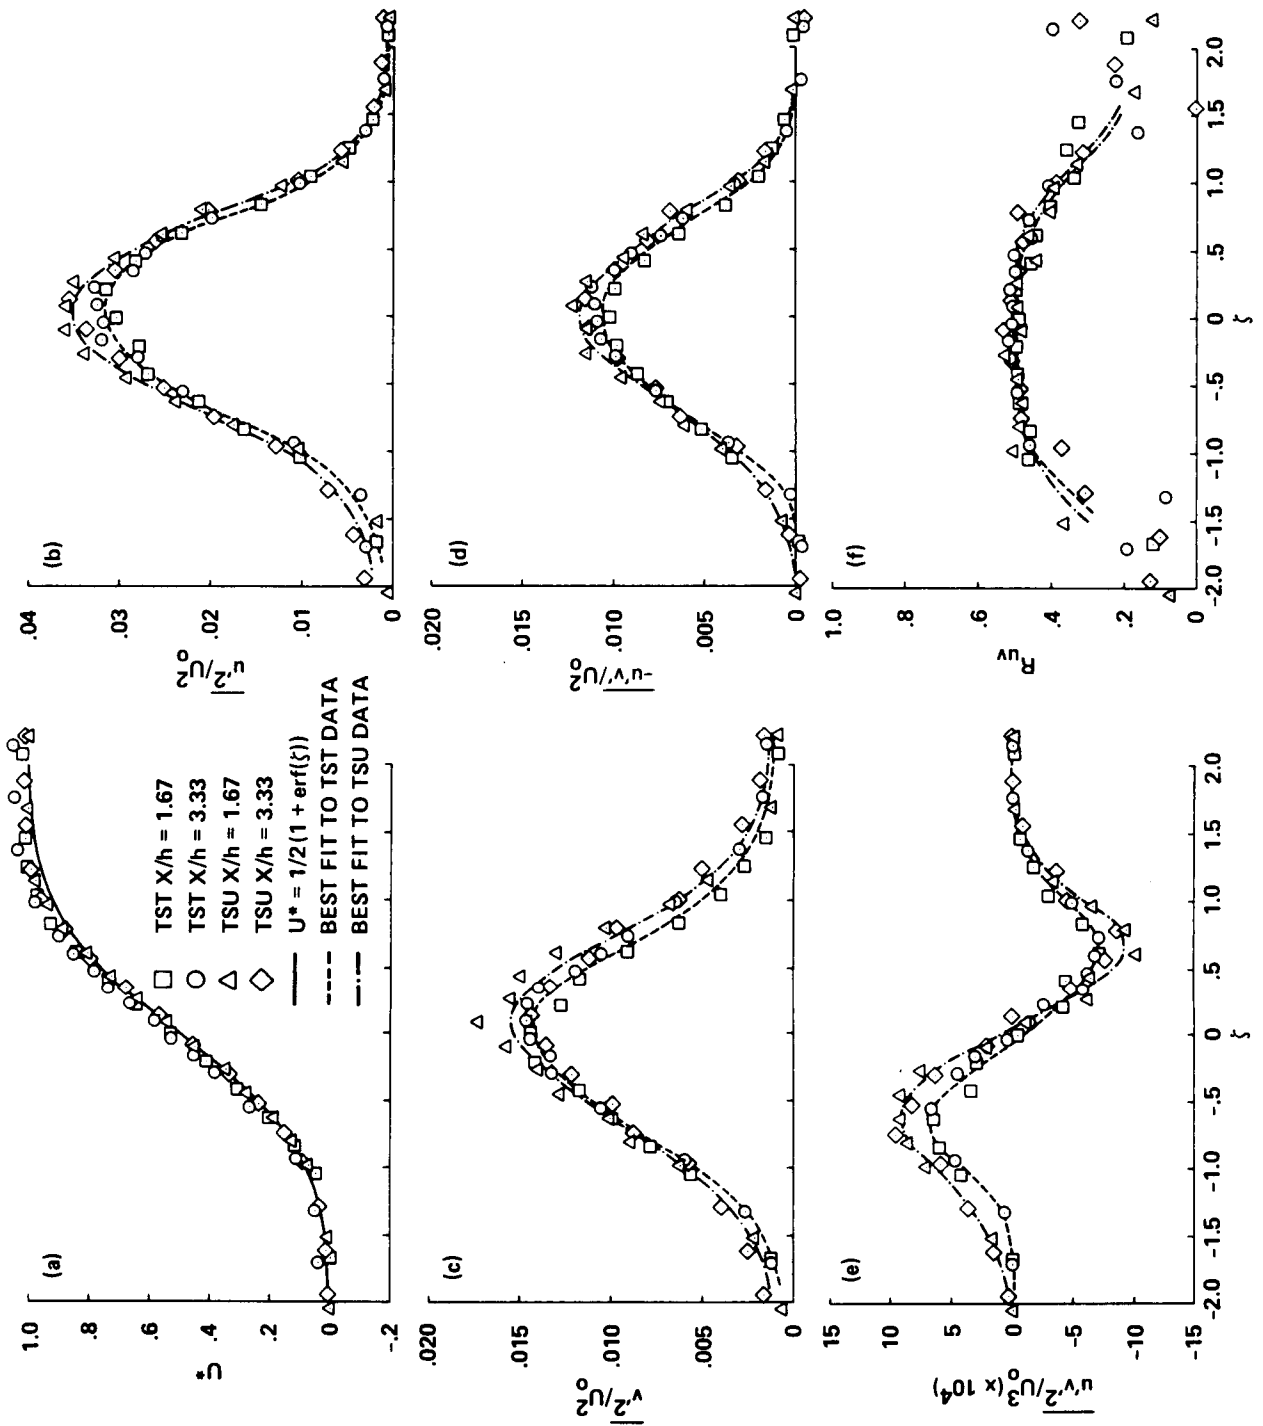 (a)
1.0
.8
.6
.4
.2
0
-.2
U*
TST X/h = 1.67
TST X/h = 3.33
TSU X/h = 1.67
TSU X/h = 3.33
U* = 1/2 (1 + erf(ζ))
BEST FIT TO TST DATA
BEST FIT TO TSU DATA
(b)
.04
.03
.02
.01
0
u'²/U₀²
(c)
.020
.015
.010
.005
0
v'²/U₀²
(d)
.020
.015
.010
.005
0
-u'v'/U₀²
(e)
15
10
5
0
-5
-10
-15
u'v'²/U₀³ (x 10⁴)
-2.0 -1.5 -1.0 -.5 0 .5 1.0 1.5 2.0
ζ
(f)
1.0
.8
.6
.4
.2
0
R_uv
-2.0 -1.5 -1.0 -.5 0 .5 1.0 1.5 2.0
ζ